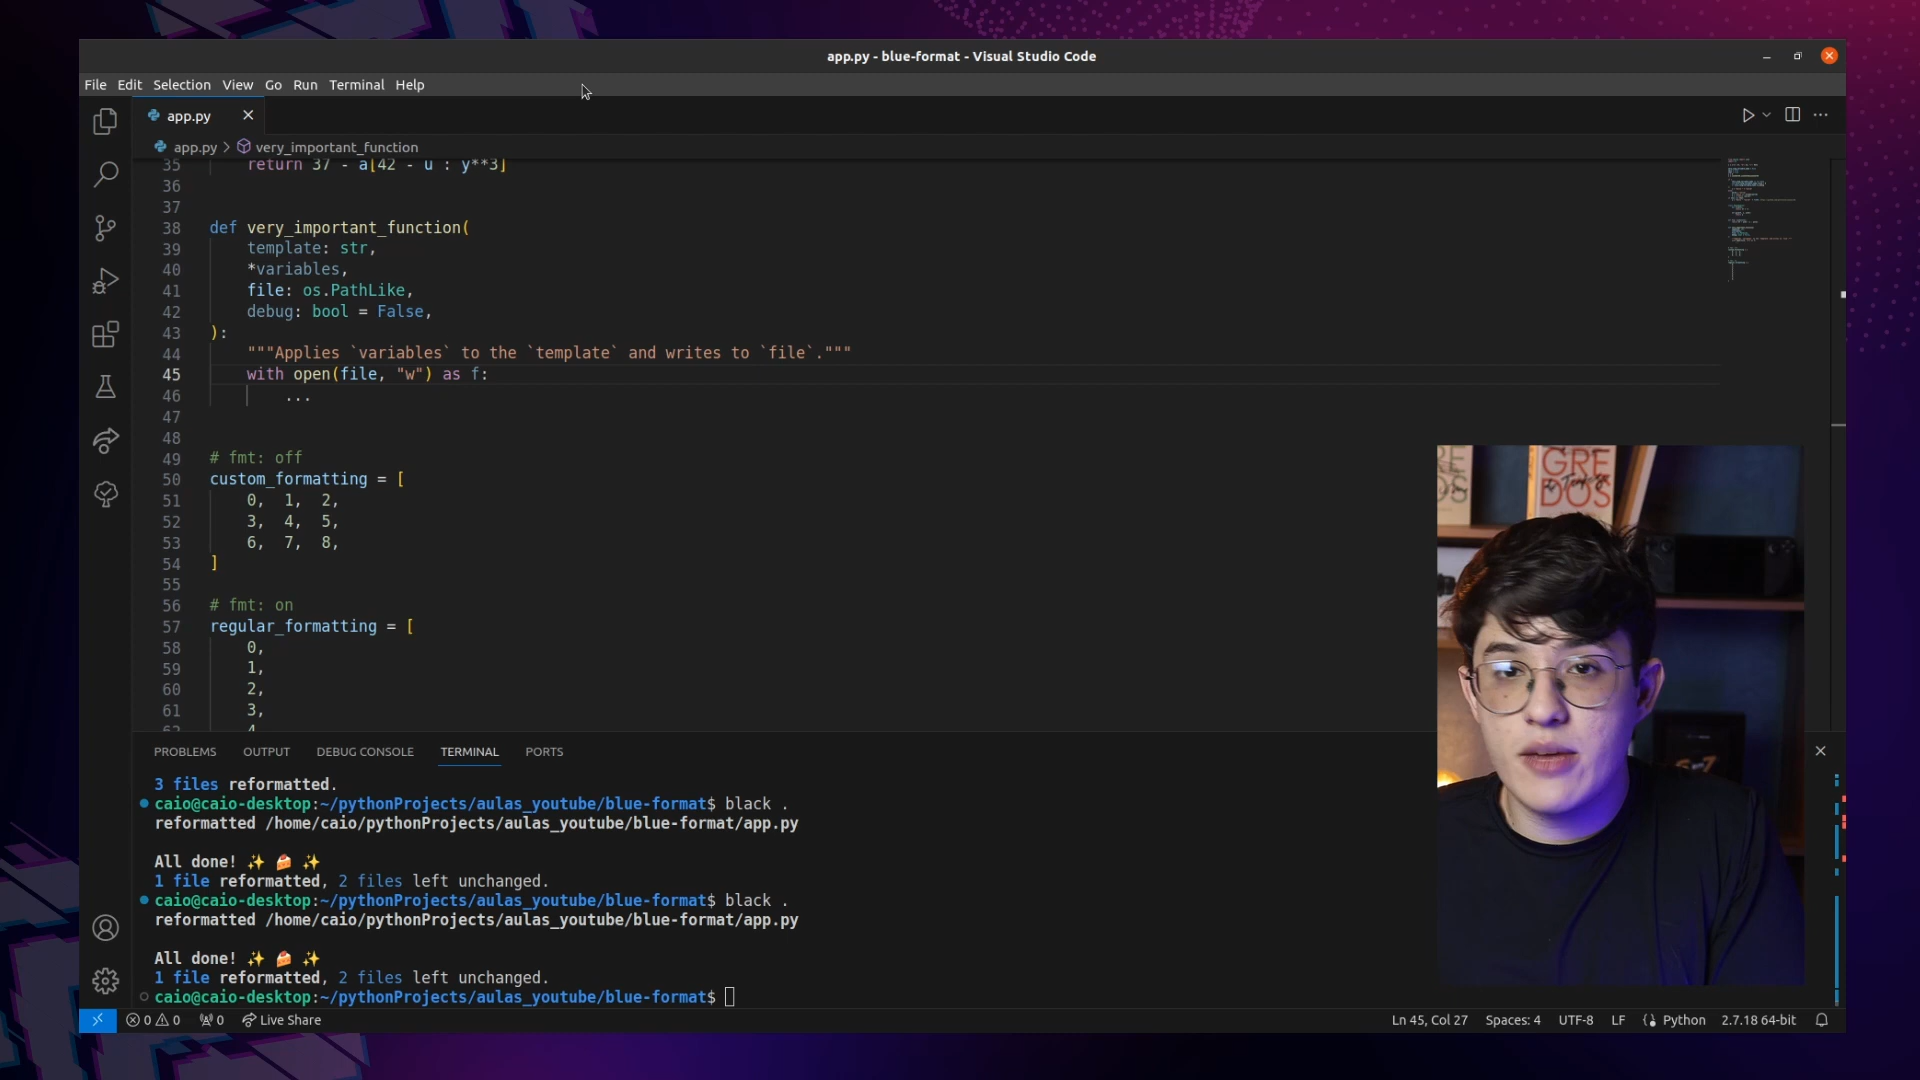 app.py - blue-format - Visual Studio Code
File Edit Selection View Go Run Terminal Help
app.py
app.py > very_important_function
35 return 37 - a[42 - u : y**3]
36
37
38 def very_important_function(
39 template: str,
40 *variables,
41 file: os.PathLike,
42 debug: bool = False,
43 ):
44 """Applies `variables` to the `template` and writes to `file`."""
45 with open(file, "w") as f:
46 ...
47
48
49 # fmt: off
50 custom_formatting = [
51 0, 1, 2,
52 3, 4, 5,
53 6, 7, 8,
54 ]
55
56 # fmt: on
57 regular_formatting = [
58 0,
59 1,
60 2,
61 3,
62 4
GRE
DOS
PROBLEMS OUTPUT DEBUG CONSOLE TERMINAL PORTS
3 files reformatted.
caio@caio-desktop:~/pythonProjects/aulas_youtube/blue-format$ black .
reformatted /home/caio/pythonProjects/aulas_youtube/blue-format/app.py
All done! ✨ 🍰 ✨
1 file reformatted, 2 files left unchanged.
caio@caio-desktop:~/pythonProjects/aulas_youtube/blue-format$ black .
reformatted /home/caio/pythonProjects/aulas_youtube/blue-format/app.py
All done! ✨ 🍰 ✨
1 file reformatted, 2 files left unchanged.
caio@caio-desktop:~/pythonProjects/aulas_youtube/blue-format$
0 0 0 Live Share Ln 45, Col 27 Spaces: 4 UTF-8 LF Python 2.7.18 64-bit